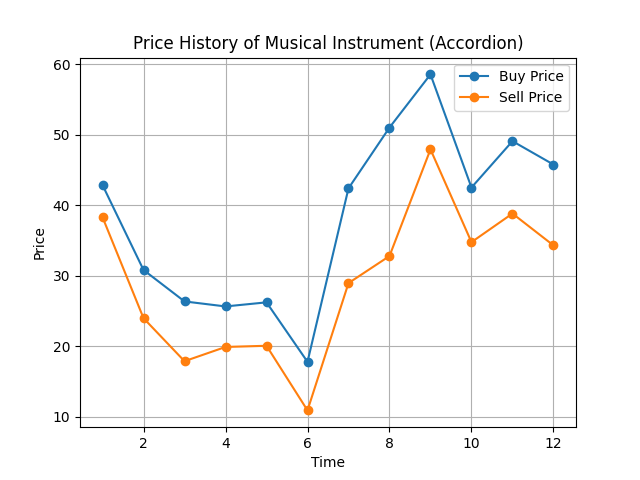 Price History of Musical Instrument (Accordion)
Buy Price
Sell Price
60
50
40
30
20
10
Price
2 4 6 8 10 12
Time